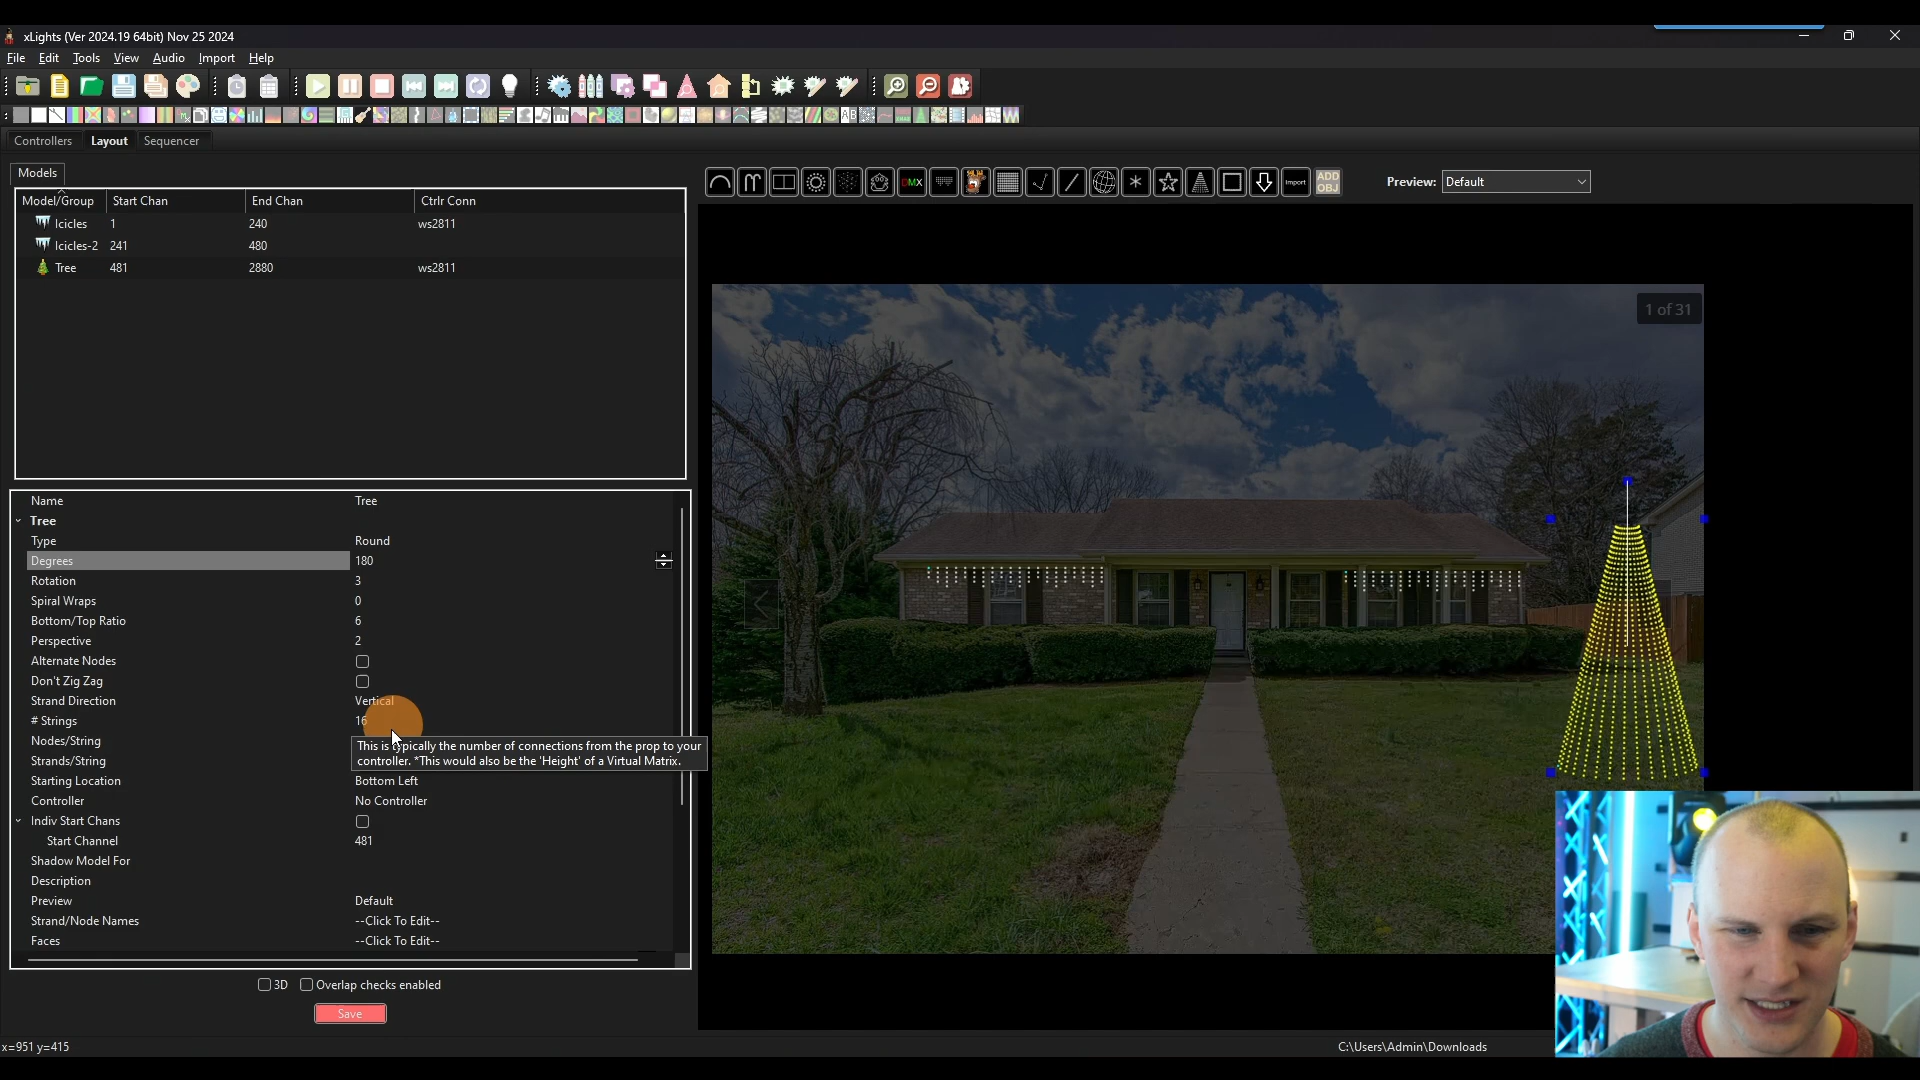 xLights (Ver 2024.19 64bit) Nov 25 2024
File Edit Tools View Audio Import Help
Controllers Layout Sequencer
Models
Model/Group Start Chan End Chan Ctrlr Conn
Icicles 1 240 ws2811
Icicles-2 241 480
Tree 481 2880 ws2811
DMX
Import
ADD OBJ
Preview: Default
1 of 31
Name Tree
Tree
Type Round
Degrees 180
Rotation 3
Spiral Wraps 0
Bottom/Top Ratio 6
Perspective 2
Alternate Nodes
Don't Zig Zag
Strand Direction Vertical
# Strings 16
Nodes/String
This is typically the number of connections from the prop to your
controller. *This would also be the 'Height' of a Virtual Matrix.
Strands/String
Starting Location Bottom Left
Controller No Controller
Indiv Start Chans
Start Channel 481
Shadow Model For
Description
Preview Default
Strand/Node Names --Click To Edit--
Faces --Click To Edit--
3D Overlap checks enabled
Save
x=951 y=415
C:\Users\Admin\Downloads